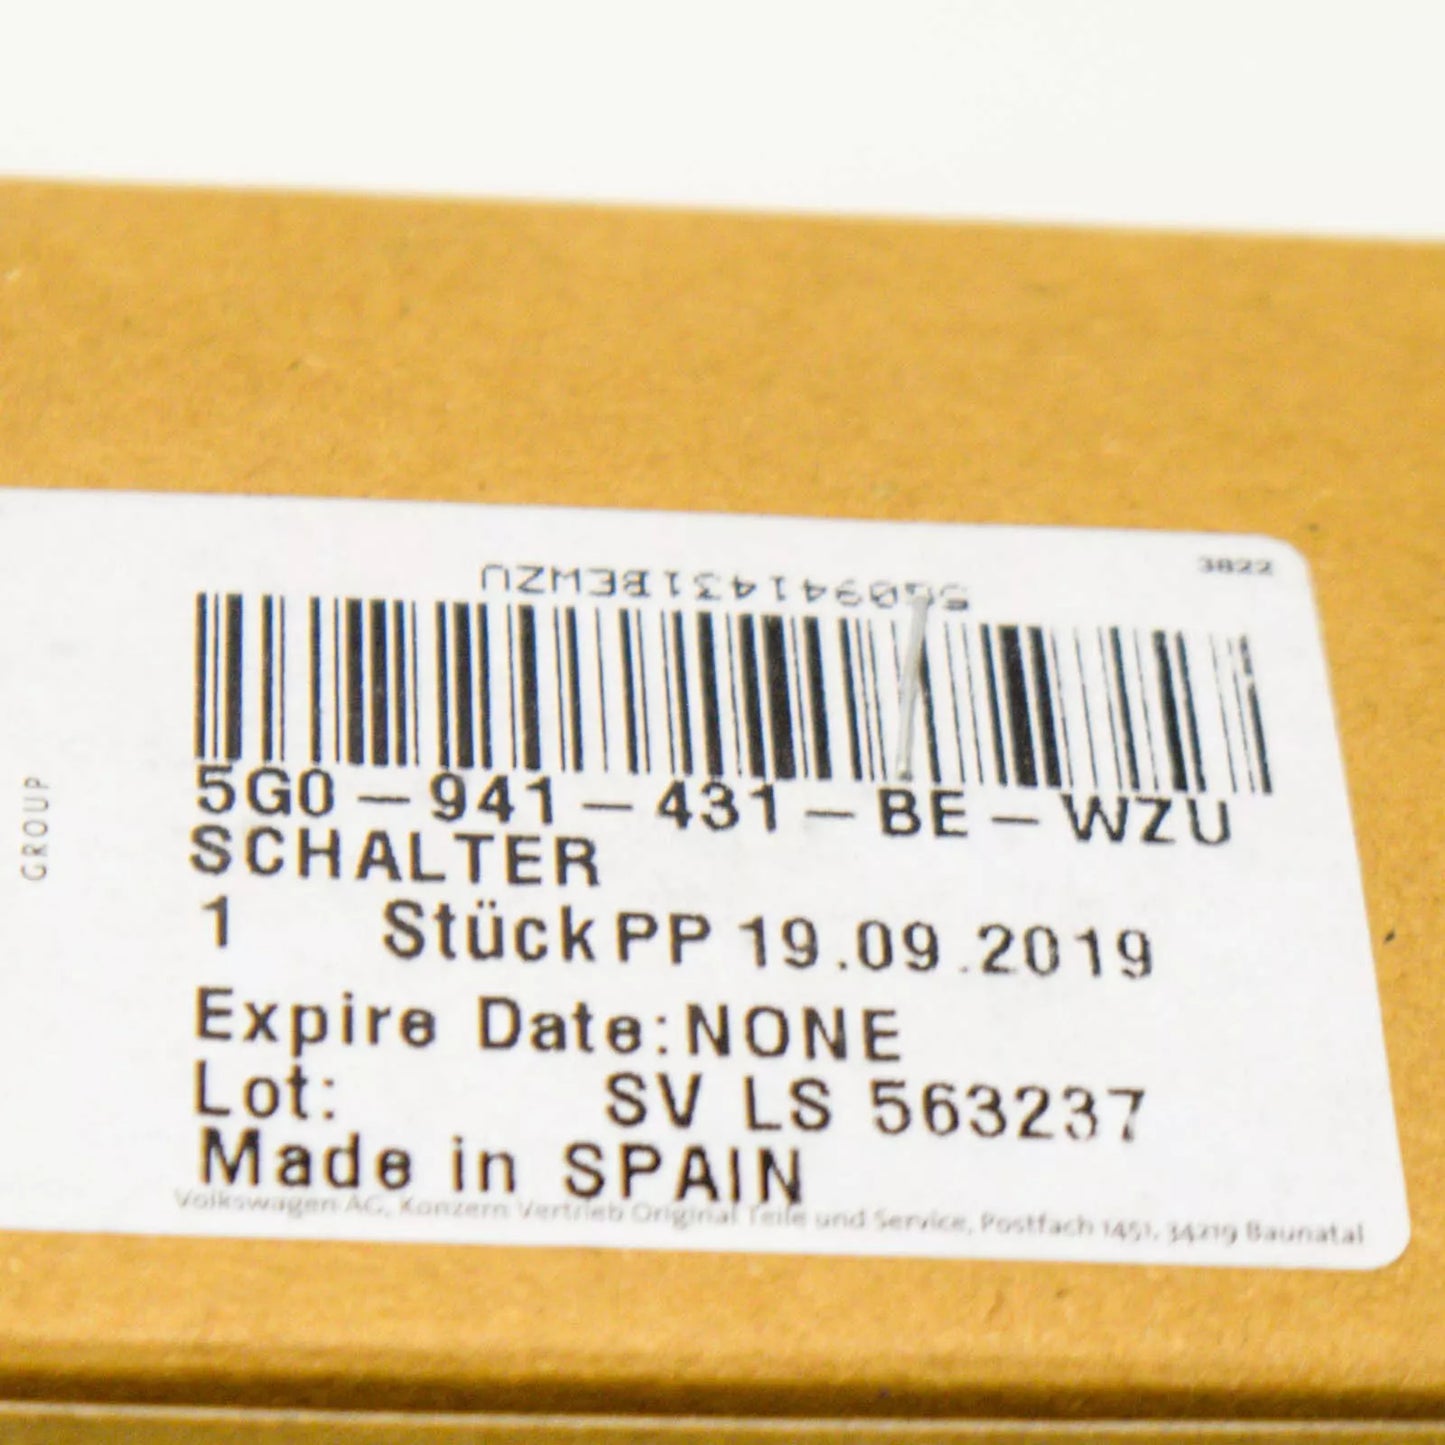 3822
5G0941431BEWZU
5G0-941-431-BE-WZU
SCHALTER
1 Stück PP 19.09.2019
Expire Date:NONE
Lot: SV LS 563237
Made in SPAIN
Volkswagen AG, Konzern Vertrieb Original Teile und Service, Postfach 1451, 34219 Baunatal
GROUP